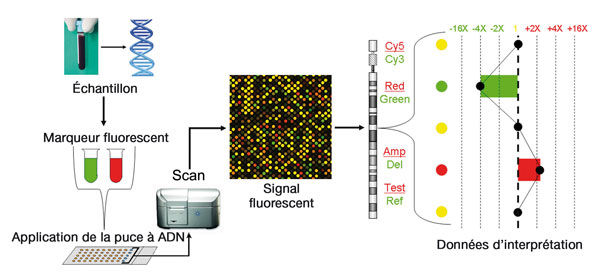 Échantillon
Marqueur fluorescent
Application de la puce à ADN
Scan
Signal
fluorescent
Cy5
Cy3
Red
Green
Amp
Del
Test
Ref
-16X -4X -2X 1 +2X +4X +16X
Données d'interprétation